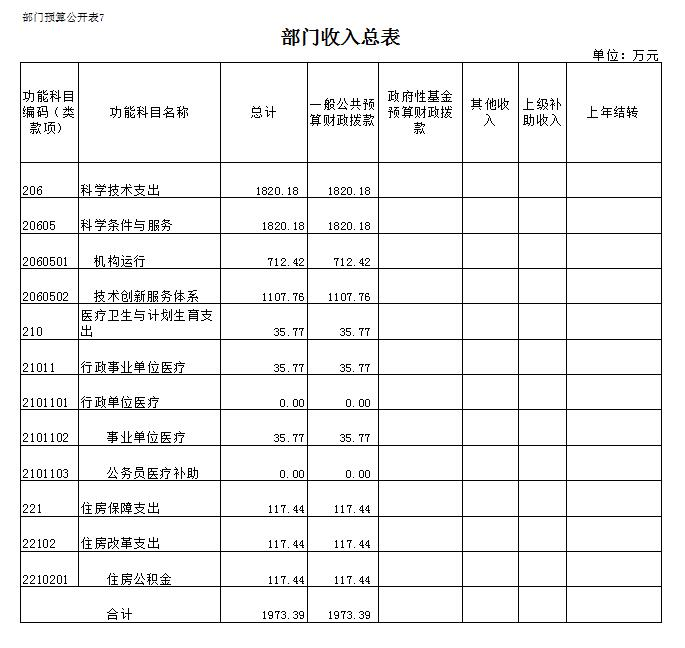 部门预算公开表7
部门收入总表
单位：万元
功能科目编码（类款项） 功能科目名称 总计 一般公共预算财政拨款 政府性基金预算财政拨款 其他收入 上级补助收入 上年结转
206 科学技术支出 1820.18 1820.18
20605 科学条件与服务 1820.18 1820.18
2060501 机构运行 712.42 712.42
2060502 技术创新服务体系 1107.76 1107.76
210 医疗卫生与计划生育支出 35.77 35.77
21011 行政事业单位医疗 35.77 35.77
2101101 行政单位医疗 0.00 0.00
2101102 事业单位医疗 35.77 35.77
2101103 公务员医疗补助 0.00 0.00
221 住房保障支出 117.44 117.44
22102 住房改革支出 117.44 117.44
2210201 住房公积金 117.44 117.44
合计 1973.39 1973.39